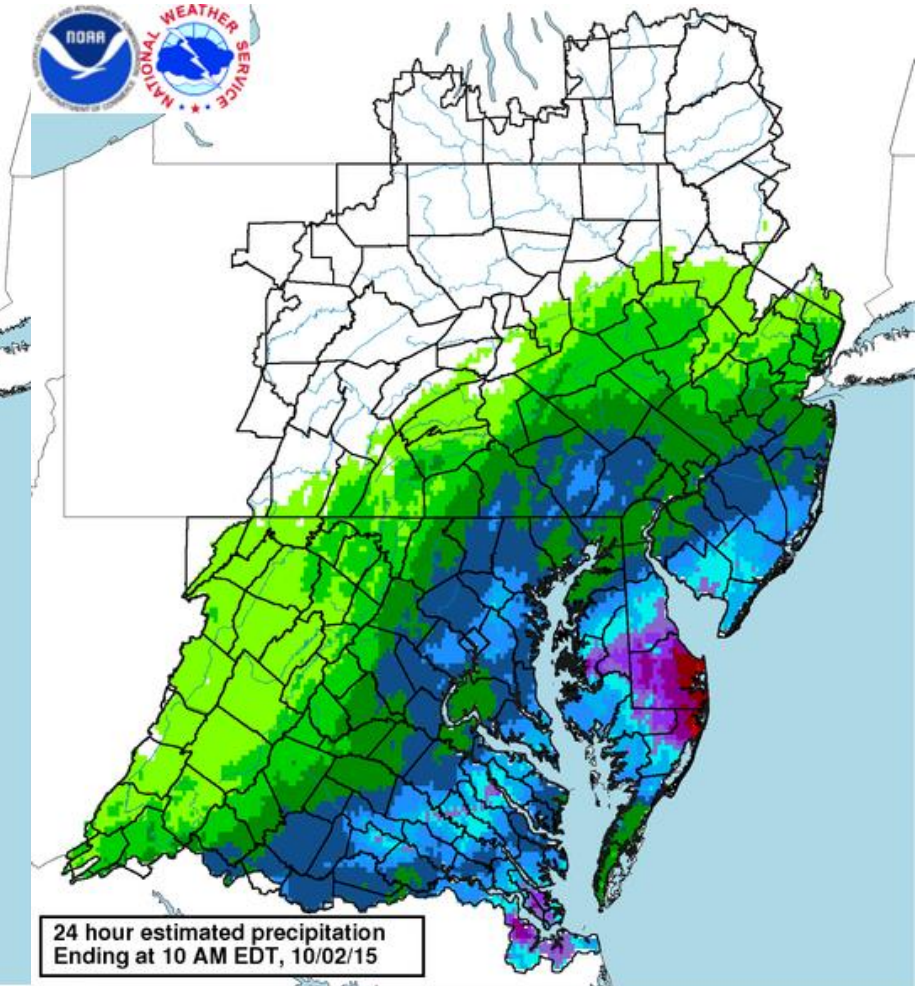 NOAA
NATIONAL WEATHER SERVICE
24 hour estimated precipitation
Ending at 10 AM EDT, 10/02/15